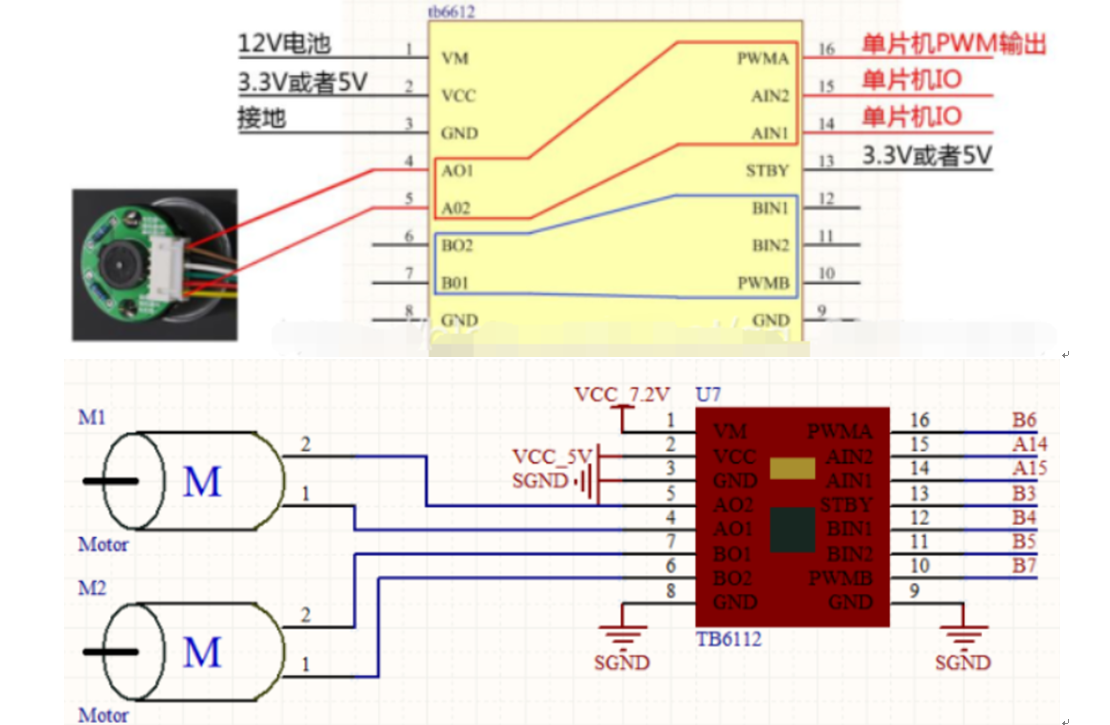 tb6612
12V电池
1
VM
PWMA
16
单片机PWM输出
3.3V或者5V
2
VCC
AIN2
15
单片机IO
接地
3
GND
AIN1
14
单片机IO
4
AO1
STBY
13
3.3V或者5V
5
A02
BIN1
12
6
BO2
BIN2
11
7
B01
PWMB
10
8
GND
GND
9
VCC_7.2V
U7
M1
1
VM
PWMA
16
B6
2
M
VCC_5V
2
VCC
AIN2
15
A14
SGND
3
GND
AIN1
14
A15
1
5
AO2
STBY
13
B3
Motor
4
AO1
BIN1
12
B4
7
BO1
BIN2
11
B5
M2
6
BO2
PWMB
10
B7
2
8
GND
GND
9
M
TB6112
1
SGND
SGND
Motor